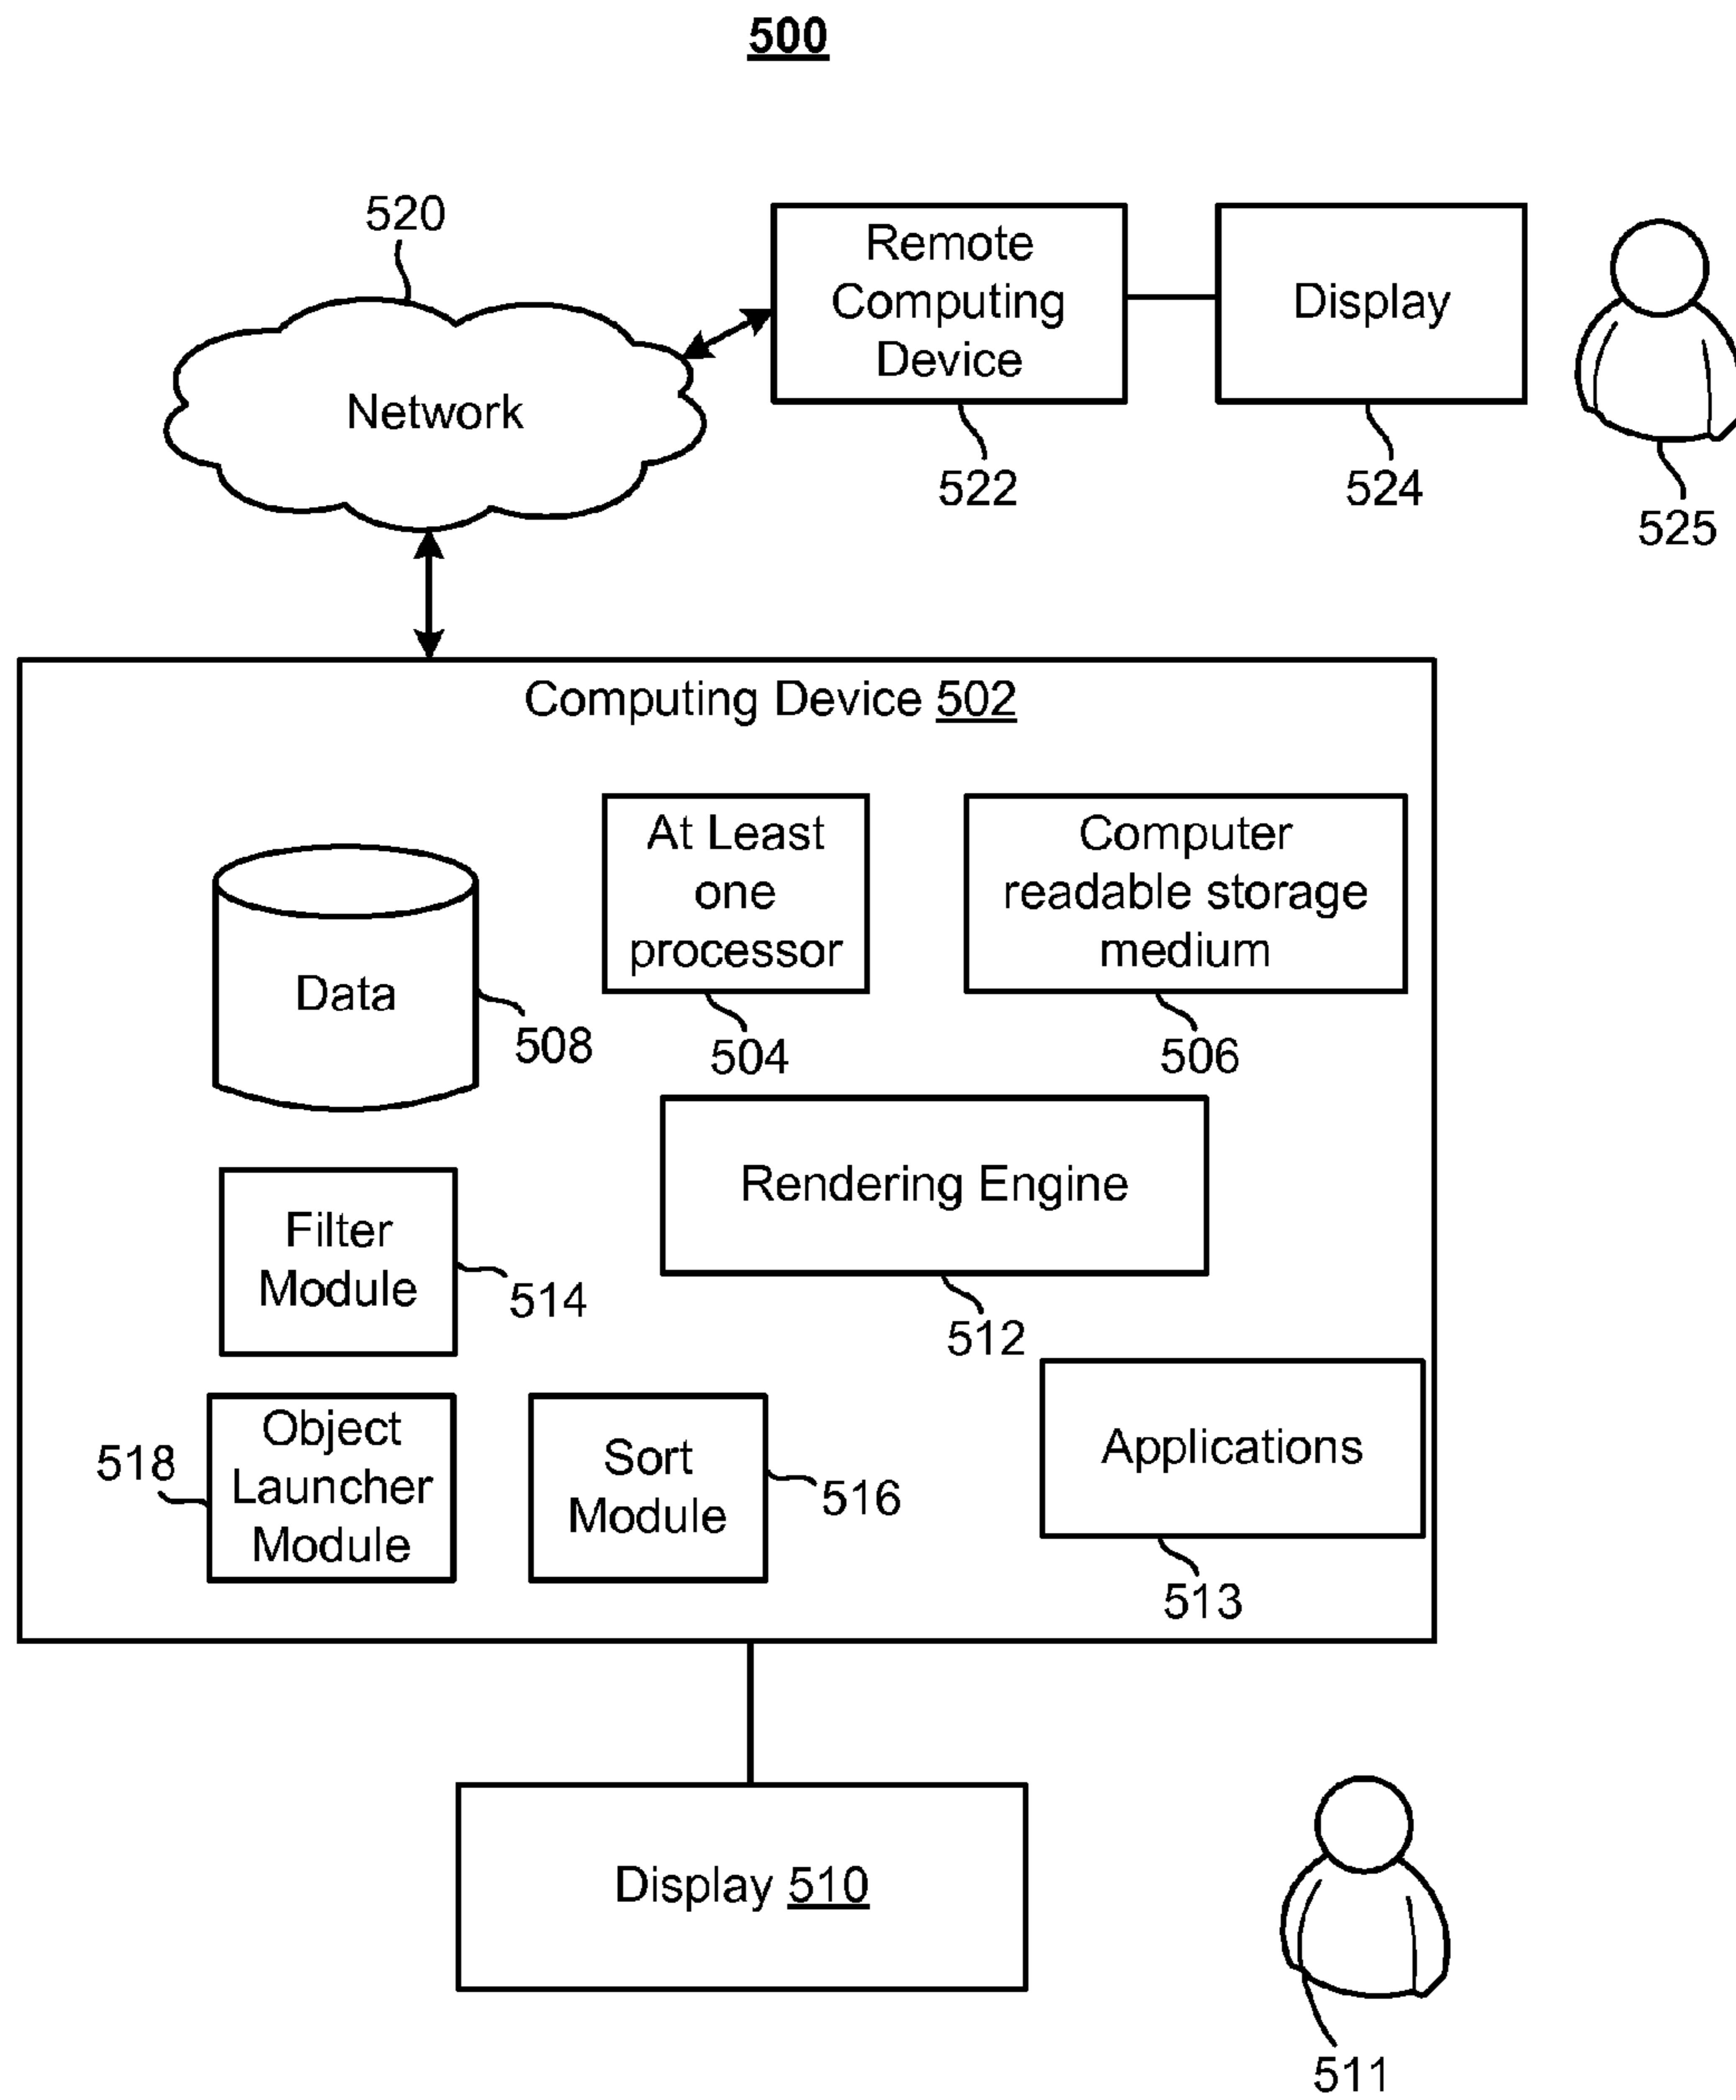 500
520
Remote
Computing
Device
Display
Network
522
524
525
Computing Device 502
At Least
one
processor
Computer
readable storage
medium
Data
508
504
506
Rendering Engine
Filter
Module
514
512
Object
Launcher
Module
518
Sort
Module
516
Applications
513
Display 510
511